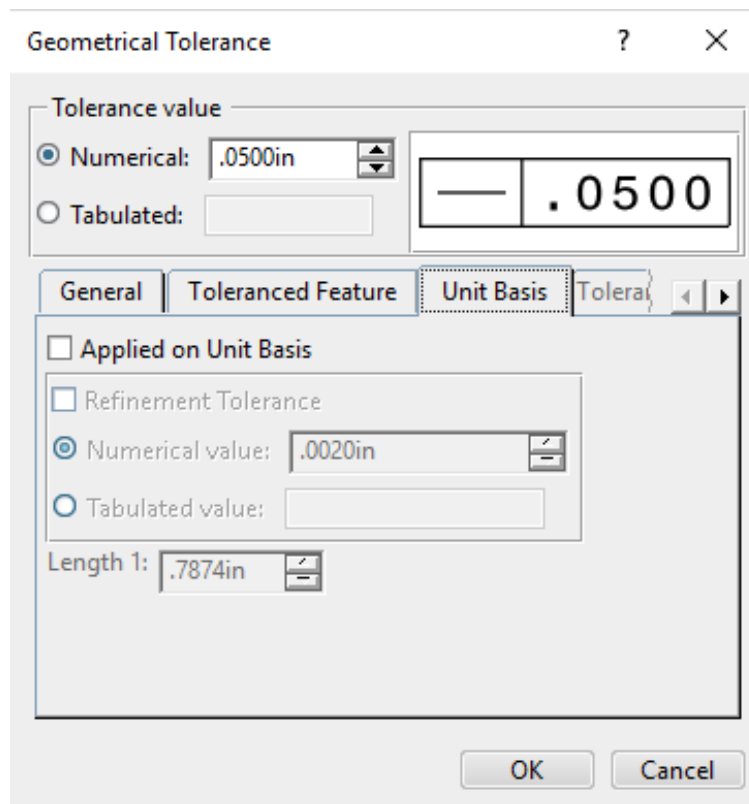 Geometrical Tolerance ?
Tolerance value
Numerical: .0500in
.0500
Tabulated:
General Toleranced Feature Unit Basis Tolera
Applied on Unit Basis
Refinement Tolerance
Numerical value: .0020in
Tabulated value:
Length 1: .7874in
OK Cancel